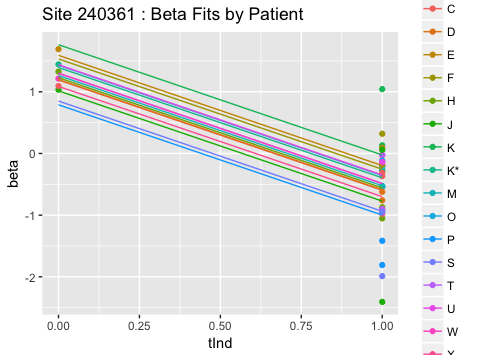 Site 240361 : Beta Fits by Patient
beta
1
0
-1
-2
0.00 0.25 0.50 0.75 1.00
tInd
C
D
E
F
H
J
K
K*
M
O
P
S
T
U
W